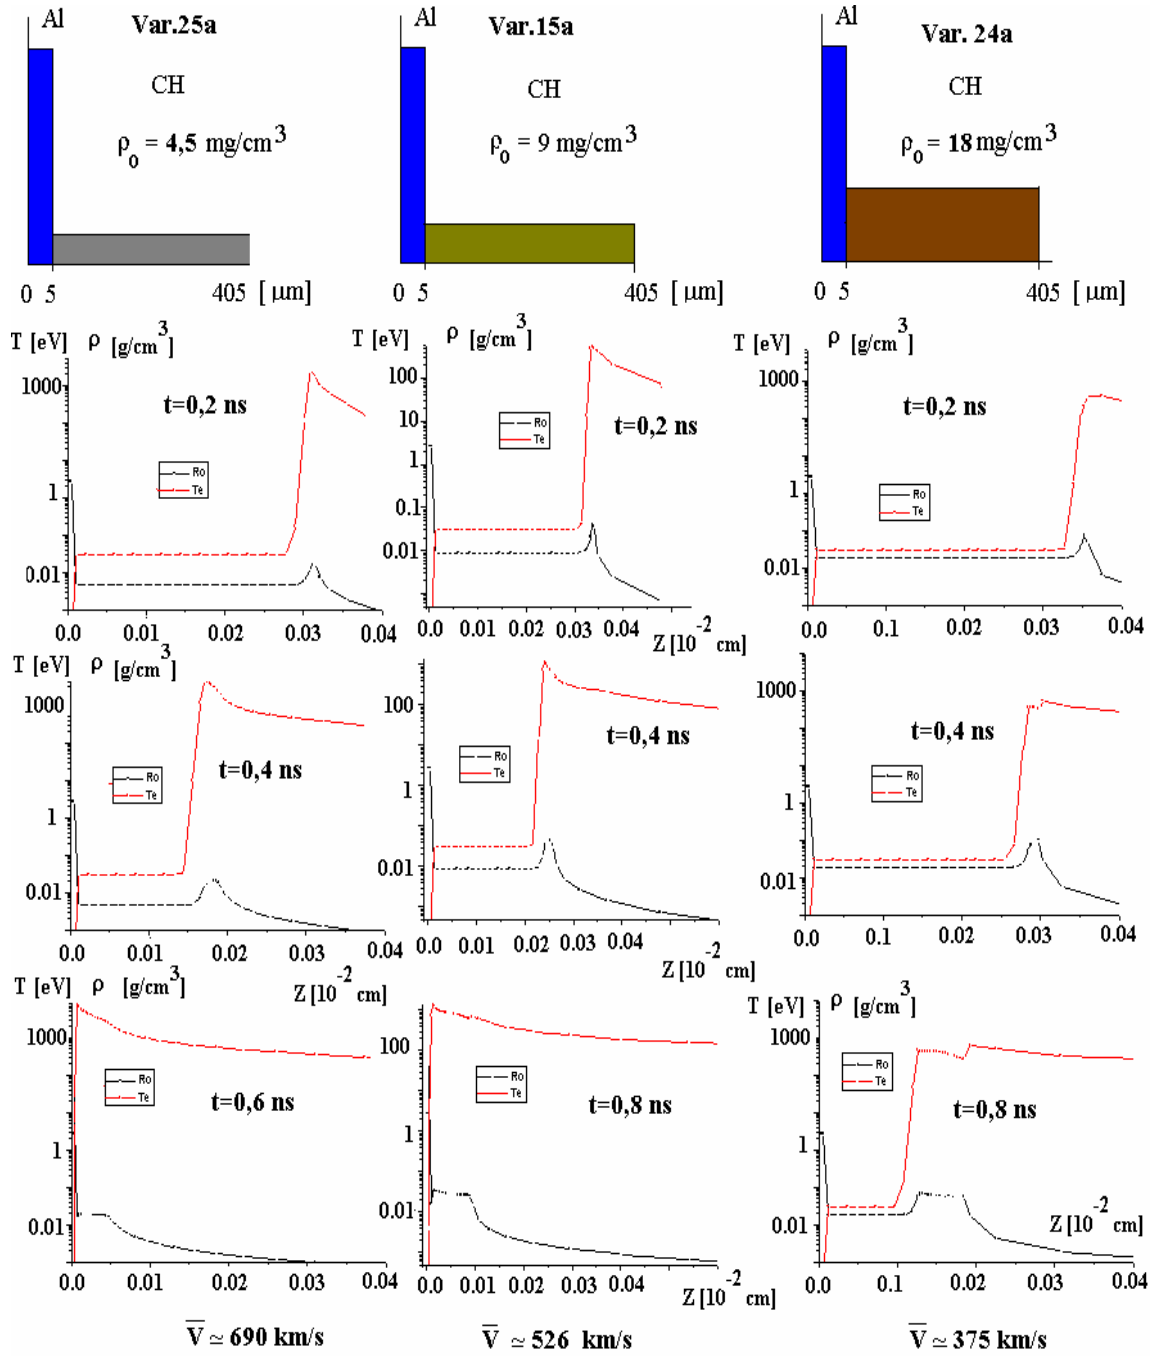 Al Var.25a
CH
ρ0 = 4,5 mg/cm3
0 5 405 [ μm]
Al Var.15a
CH
ρ0 = 9 mg/cm3
0 5 405 [ μm]
Al Var. 24a
CH
ρ0 = 18 mg/cm3
0 5 405 [ μm]
T [eV] ρ [g/cm3]
1000
1
0.01
t=0,2 ns
Ro
Te
0.0 0.01 0.02 0.03 0.04
T [eV] ρ [g/cm3]
100
10
1
0.1
0.01
t=0,2 ns
Ro
Te
0.0 0.01 0.02 0.03 0.04
Z [10-2 cm]
T [eV] ρ [g/cm3]
1000
1
0.01
t=0,2 ns
Ro
Te
0.0 0.1 0.02 0.03 0.04
T [eV] ρ [g/cm3]
1000
1
0.01
t=0,4 ns
Ro
Te
0.0 0.01 0.02 0.03 0.04
Z [10-2 cm]
100
1
0.01
t=0,4 ns
Ro
Te
0.0 0.01 0.02 0.03 0.04
Z [10-2 cm]
T [eV] ρ [g/cm3]
1000
1
0.01
t=0,4 ns
Ro
Te
0.0 0.1 0.02 0.03 0.04
T [eV] ρ [g/cm3]
1000
1
0.01
t=0,6 ns
Ro
Te
0.0 0.01 0.02 0.03 0.04
100
1
0.01
t=0,8 ns
Ro
Te
0.0 0.01 0.02 0.03 0.04
Z [10-2 cm]
T [eV] ρ [g/cm3]
1000
1
0.01
t=0,8 ns
Ro
Te
Z [10-2 cm]
0.0 0.1 0.02 0.03 0.04
V̅ ≃ 690 km/s
V̅ ≃ 526 km/s
V̅ ≃ 375 km/s